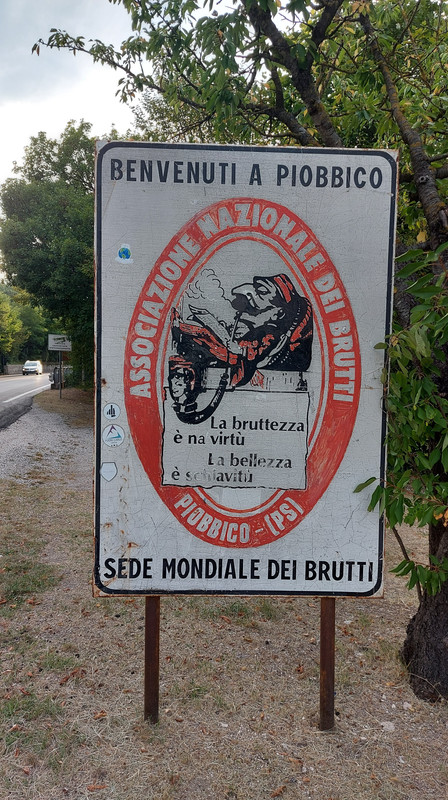 BENVENUTI A PIOBBICO
ASSOCIAZIONE NAZIONALE DEI BRUTTI
La bruttezza
è na virtù
La bellezza
è schiavitù
PIOBBICO - (PS)
SEDE MONDIALE DEI BRUTTI